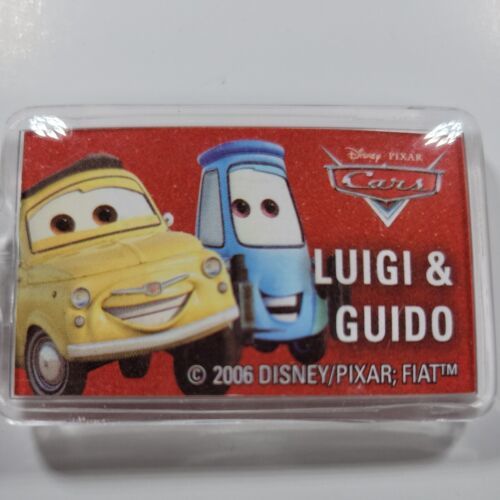 Disney · PIXAR
Cars
LUIGI &
GUIDO
© 2006 DISNEY/PIXAR; FIAT™